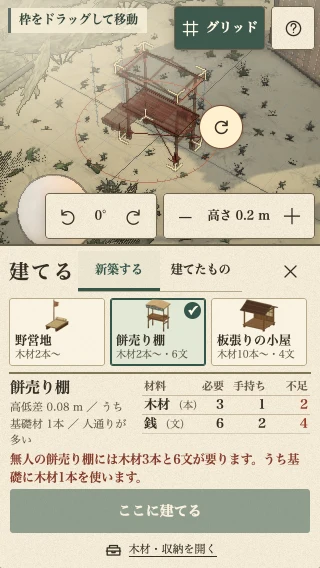 枠をドラッグして移動
グリッド
?
0°
− 高さ 0.2 m +
建てる
新築する
建てたもの
野営地
木材2本〜
餅売り棚
木材2本〜・6文
板張りの小屋
木材10本〜・4文
餅売り棚
高低差 0.08 m ／ うち
基礎材 1本 ／ 人通りが
多い
材料 必要 手持ち 不足
木材（本） 3 1 2
銭（文） 6 2 4
無人の餅売り棚には木材3本と6文が要ります。うち基
礎に木材1本を使います。
ここに建てる
木材・収納を開く